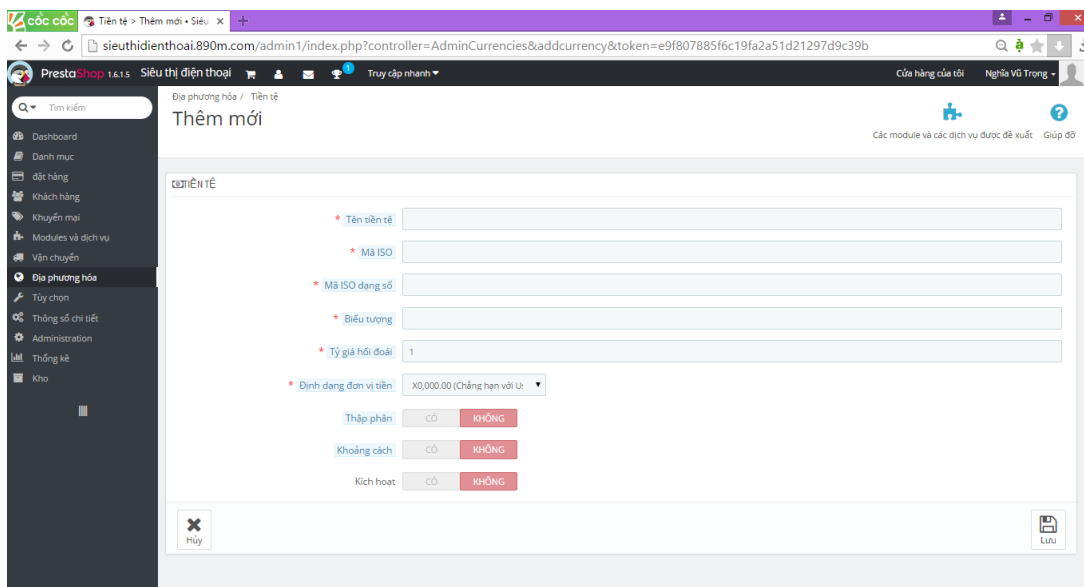 cốc cốc Tiền tệ > Thêm mới • Siêu
sieuthidienthoai.890m.com/admin1/index.php?controller=AdminCurrencies&addcurrency&token=e9f807885f6c19fa2a51d21297d9c39b
PrestaShop 1.6.1.5 Siêu thị điện thoại 1 Truy cập nhanh Cửa hàng của tôi Nghĩa Vũ Trọng
Tìm kiếm
Dashboard
Danh mục
đặt hàng
Khách hàng
Khuyến mại
Modules và dịch vụ
Vận chuyển
Địa phương hóa
Tùy chọn
Thông số chi tiết
Administration
Thống kê
Kho
Địa phương hóa / Tiền tệ
Thêm mới
Các module và các dịch vụ được đề xuất Giúp đỡ
TIỀN TỆ
* Tên tiền tệ
* Mã ISO
* Mã ISO dạng số
* Biểu tượng
* Tỷ giá hối đoái 1
* Định dạng đơn vị tiền X0,000.00 (Chẳng hạn với U
Thập phân CÓ KHÔNG
Khoảng cách CÓ KHÔNG
Kích hoạt CÓ KHÔNG
Hủy Lưu